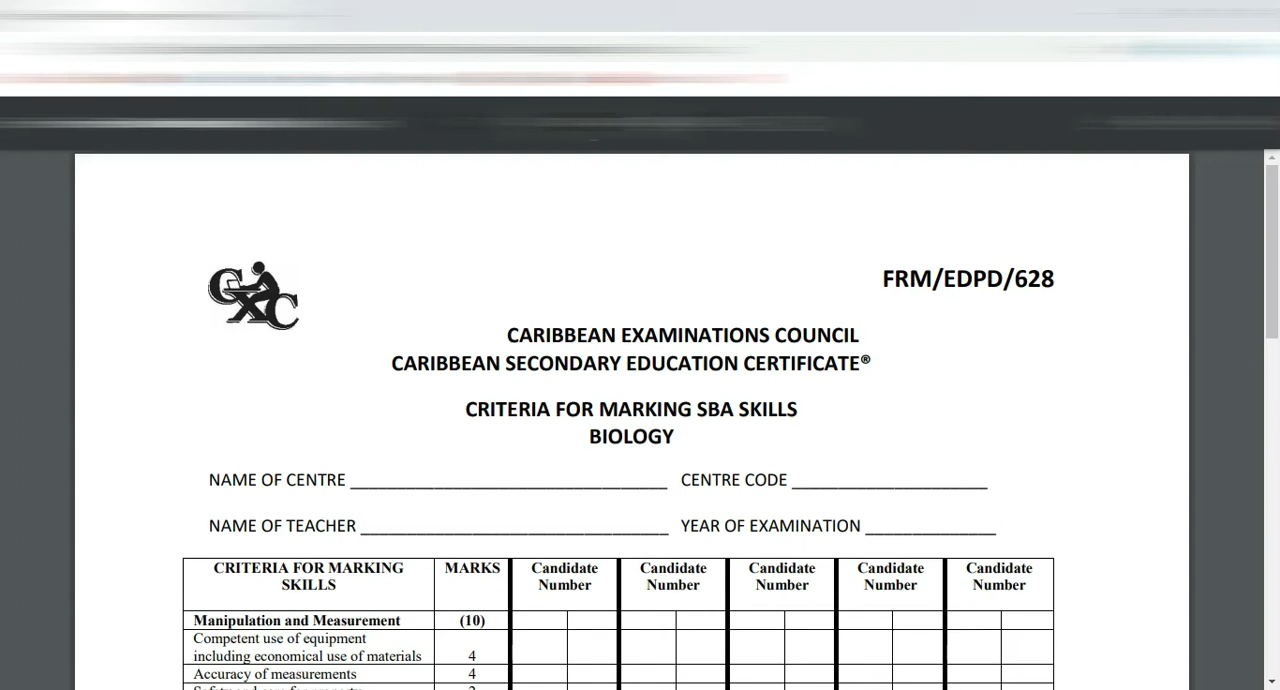 CXC
FRM/EDPD/628
CARIBBEAN EXAMINATIONS COUNCIL
CARIBBEAN SECONDARY EDUCATION CERTIFICATE®
CRITERIA FOR MARKING SBA SKILLS
BIOLOGY
NAME OF CENTRE ________________________________ CENTRE CODE ____________________
NAME OF TEACHER _______________________________ YEAR OF EXAMINATION _____________
CRITERIA FOR MARKING SKILLS MARKS Candidate Number Candidate Number Candidate Number Candidate Number Candidate Number
Manipulation and Measurement (10)
Competent use of equipment
including economical use of materials 4
Accuracy of measurements 4